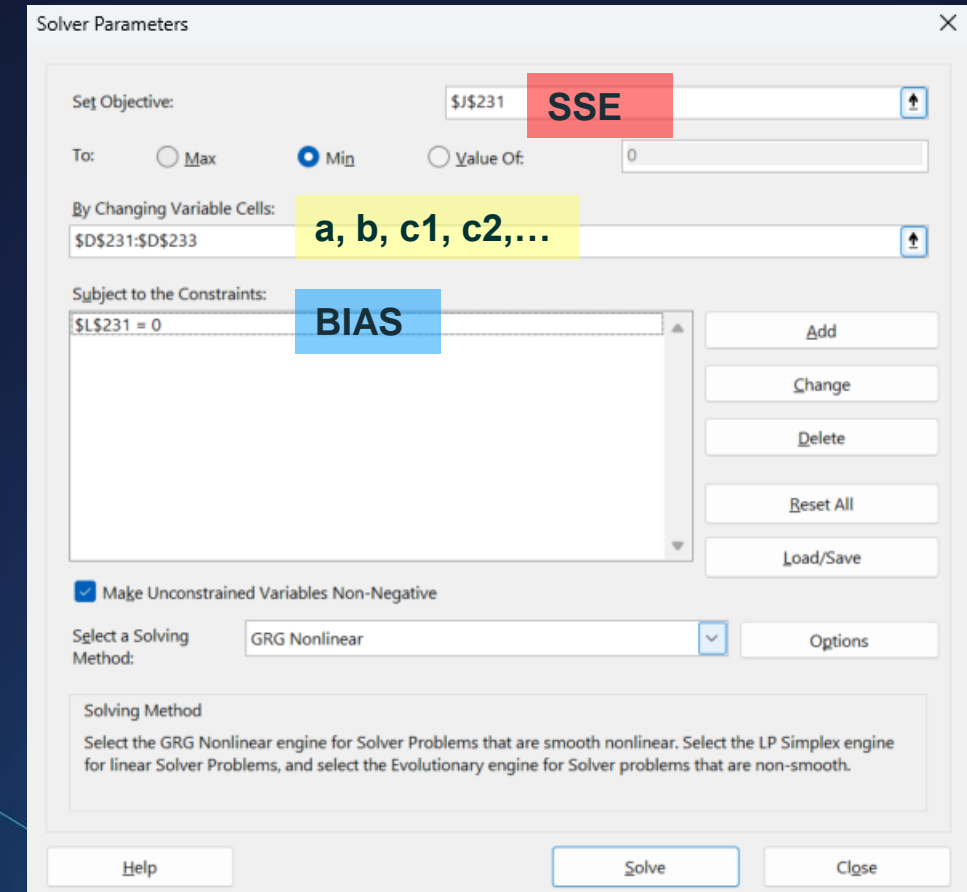 Solver Parameters
Set Objective:
$J$231
SSE
To:
Max
Min
Value Of:
0
By Changing Variable Cells:
$D$231:$D$233
a, b, c1, c2,…
Subject to the Constraints:
$L$231 = 0
BIAS
Add
Change
Delete
Reset All
Load/Save
Make Unconstrained Variables Non-Negative
Select a Solving
Method:
GRG Nonlinear
Options
Solving Method
Select the GRG Nonlinear engine for Solver Problems that are smooth nonlinear. Select the LP Simplex engine
for linear Solver Problems, and select the Evolutionary engine for Solver problems that are non-smooth.
Help
Solve
Close